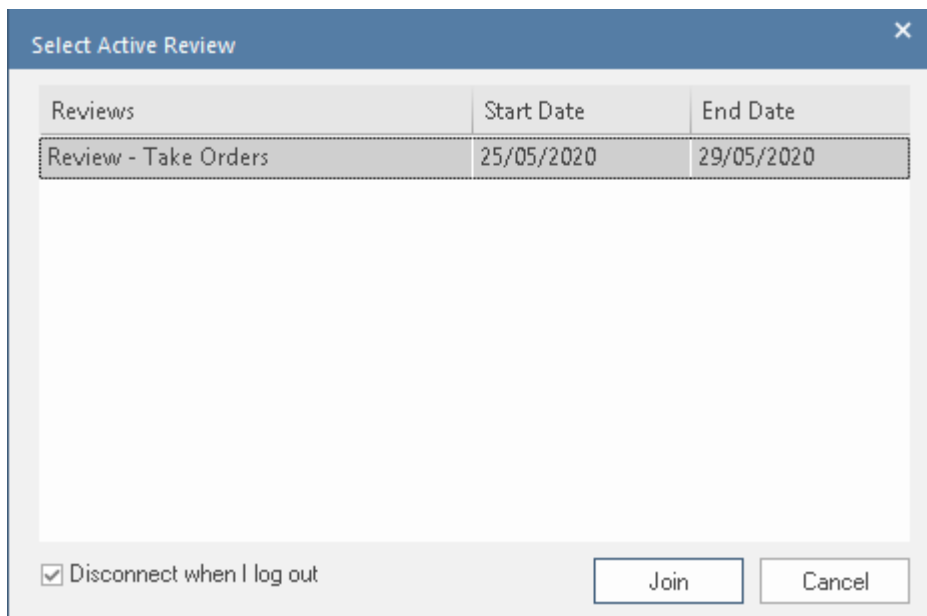 Select Active Review
Reviews Start Date End Date
Review - Take Orders 25/05/2020 29/05/2020
Disconnect when I log out Join Cancel